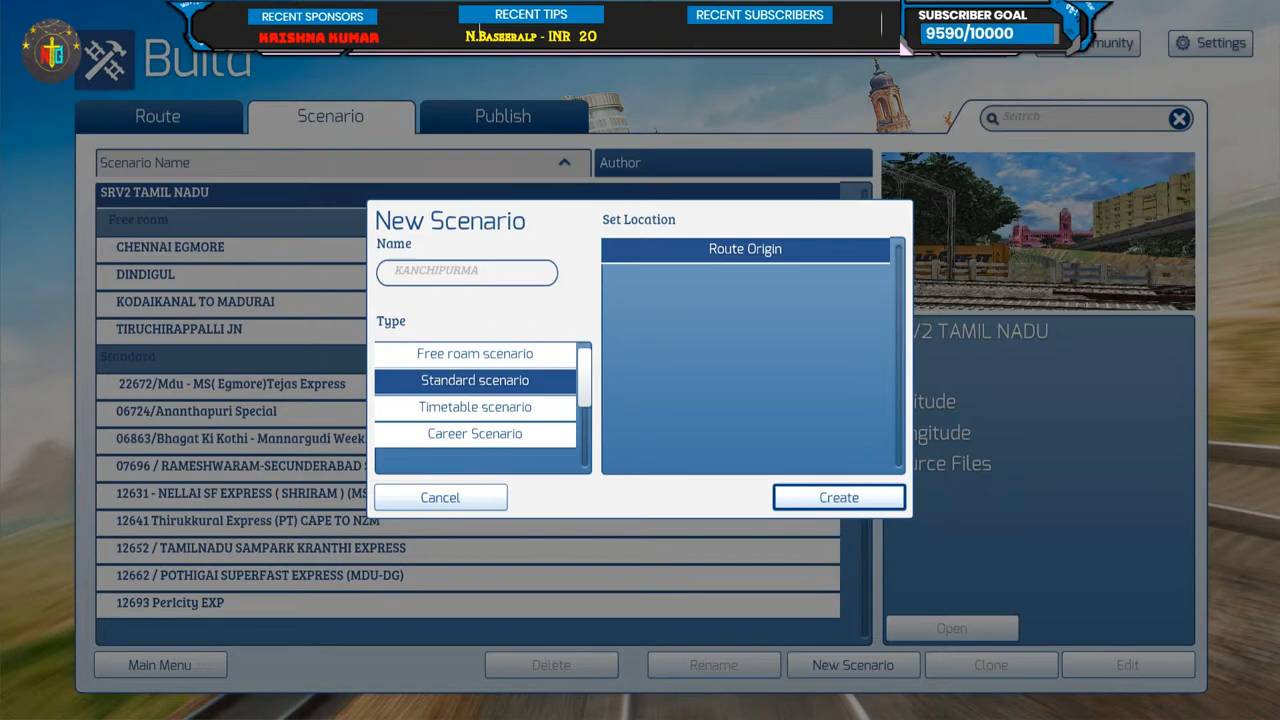 RECENT SPONSORS
KRISHNA KUMAR
RECENT TIPS
N.Baseeralp - INR 20
RECENT SUBSCRIBERS
SUBSCRIBER GOAL
9590/10000
NG
Build
munity
Settings
Route
Scenario
Publish
Search
Scenario Name
Author
SRV2 TAMIL NADU
Free roam
CHENNAI EGMORE
DINDIGUL
KODAIKANAL TO MADURAI
TIRUCHIRAPPALLI JN
Standard
22672/Mdu - MS( Egmore)Tejas Express
06724/Ananthapuri Special
06863/Bhagat Ki Kothi - Mannargudi Week
07696 / RAMESHWARAM-SECUNDERABAD
12631 - NELLAI SF EXPRESS ( SHRIRAM ) (MS
12641 Thirukkural Express (PT) CAPE TO NZM
12652 / TAMILNADU SAMPARK KRANTHI EXPRESS
12662 / POTHIGAI SUPERFAST EXPRESS (MDU-DG)
12693 Perlcity EXP
New Scenario
Name
KANCHIPURMA
Type
Free roam scenario
Standard scenario
Timetable scenario
Career Scenario
Set Location
Route Origin
Cancel
Create
V2 TAMIL NADU
itude
ngitude
urce Files
Open
Main Menu
Delete
Rename
New Scenario
Clone
Edit